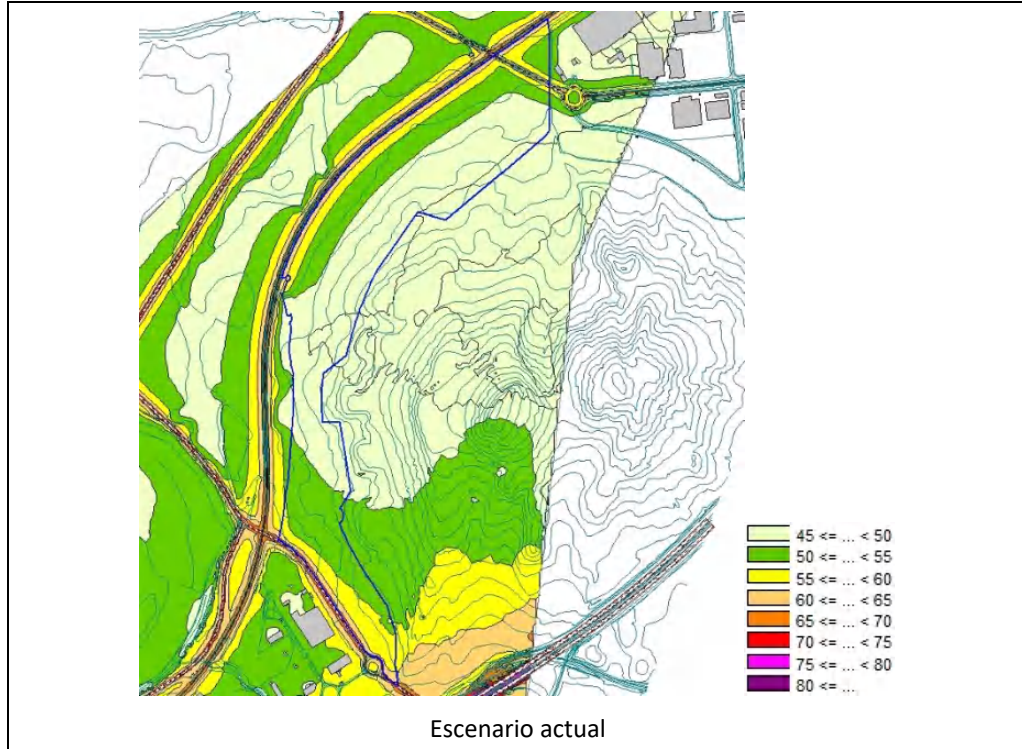 45 <= ... < 50
50 <= ... < 55
55 <= ... < 60
60 <= ... < 65
65 <= ... < 70
70 <= ... < 75
75 <= ... < 80
80 <= ...
Escenario actual